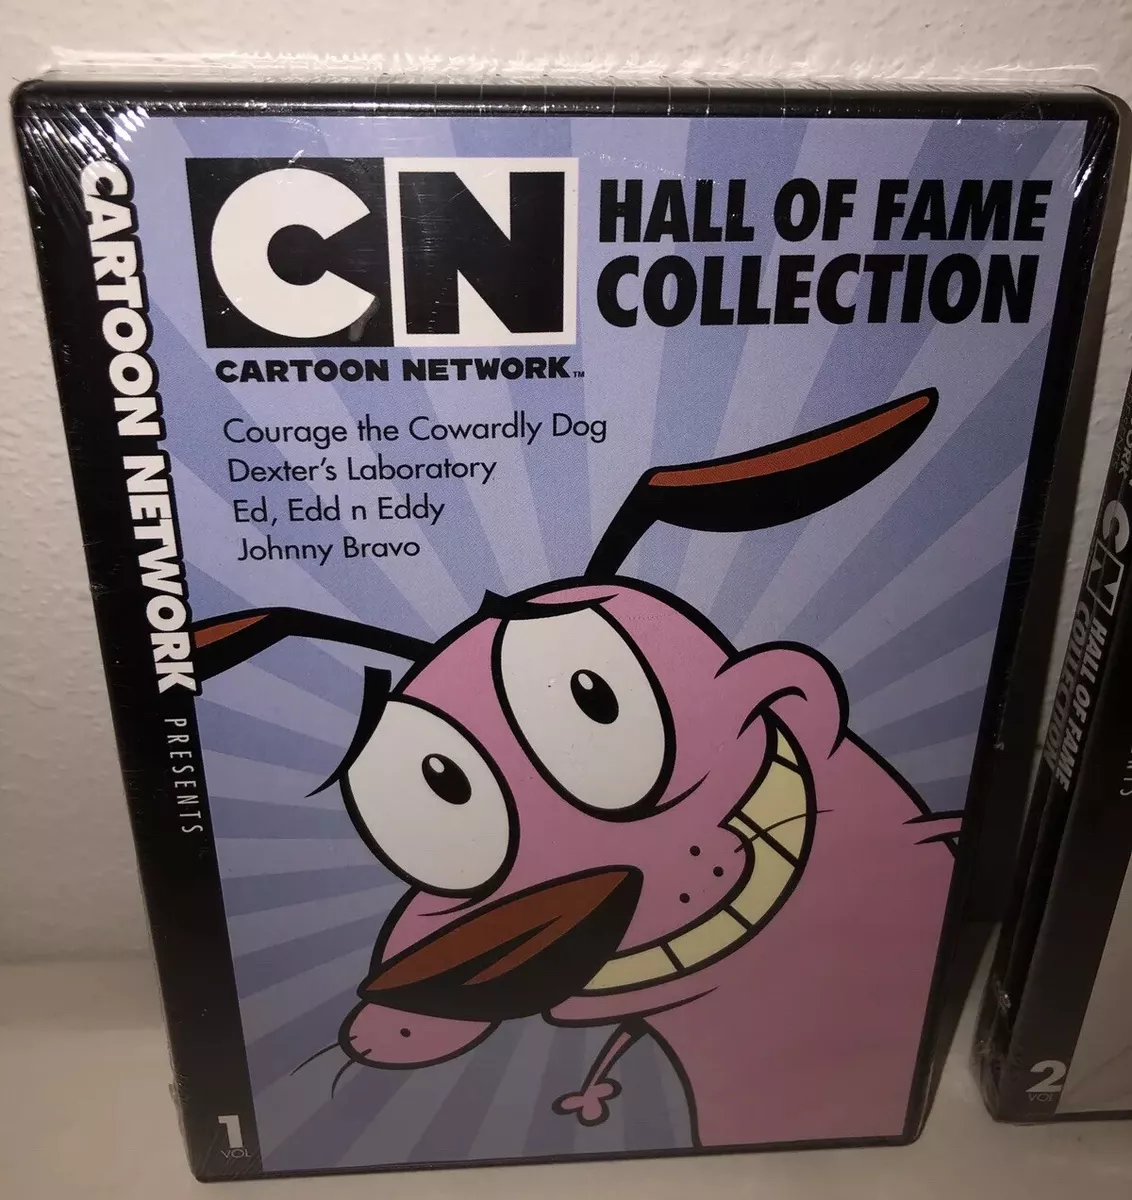 CARTOON NETWORK PRESENTS
1
VOL
CN
CARTOON NETWORK™
HALL OF FAME
COLLECTION
Courage the Cowardly Dog
Dexter's Laboratory
Ed, Edd n Eddy
Johnny Bravo
CN HALL OF FAME
COLLECTION
2
VOL